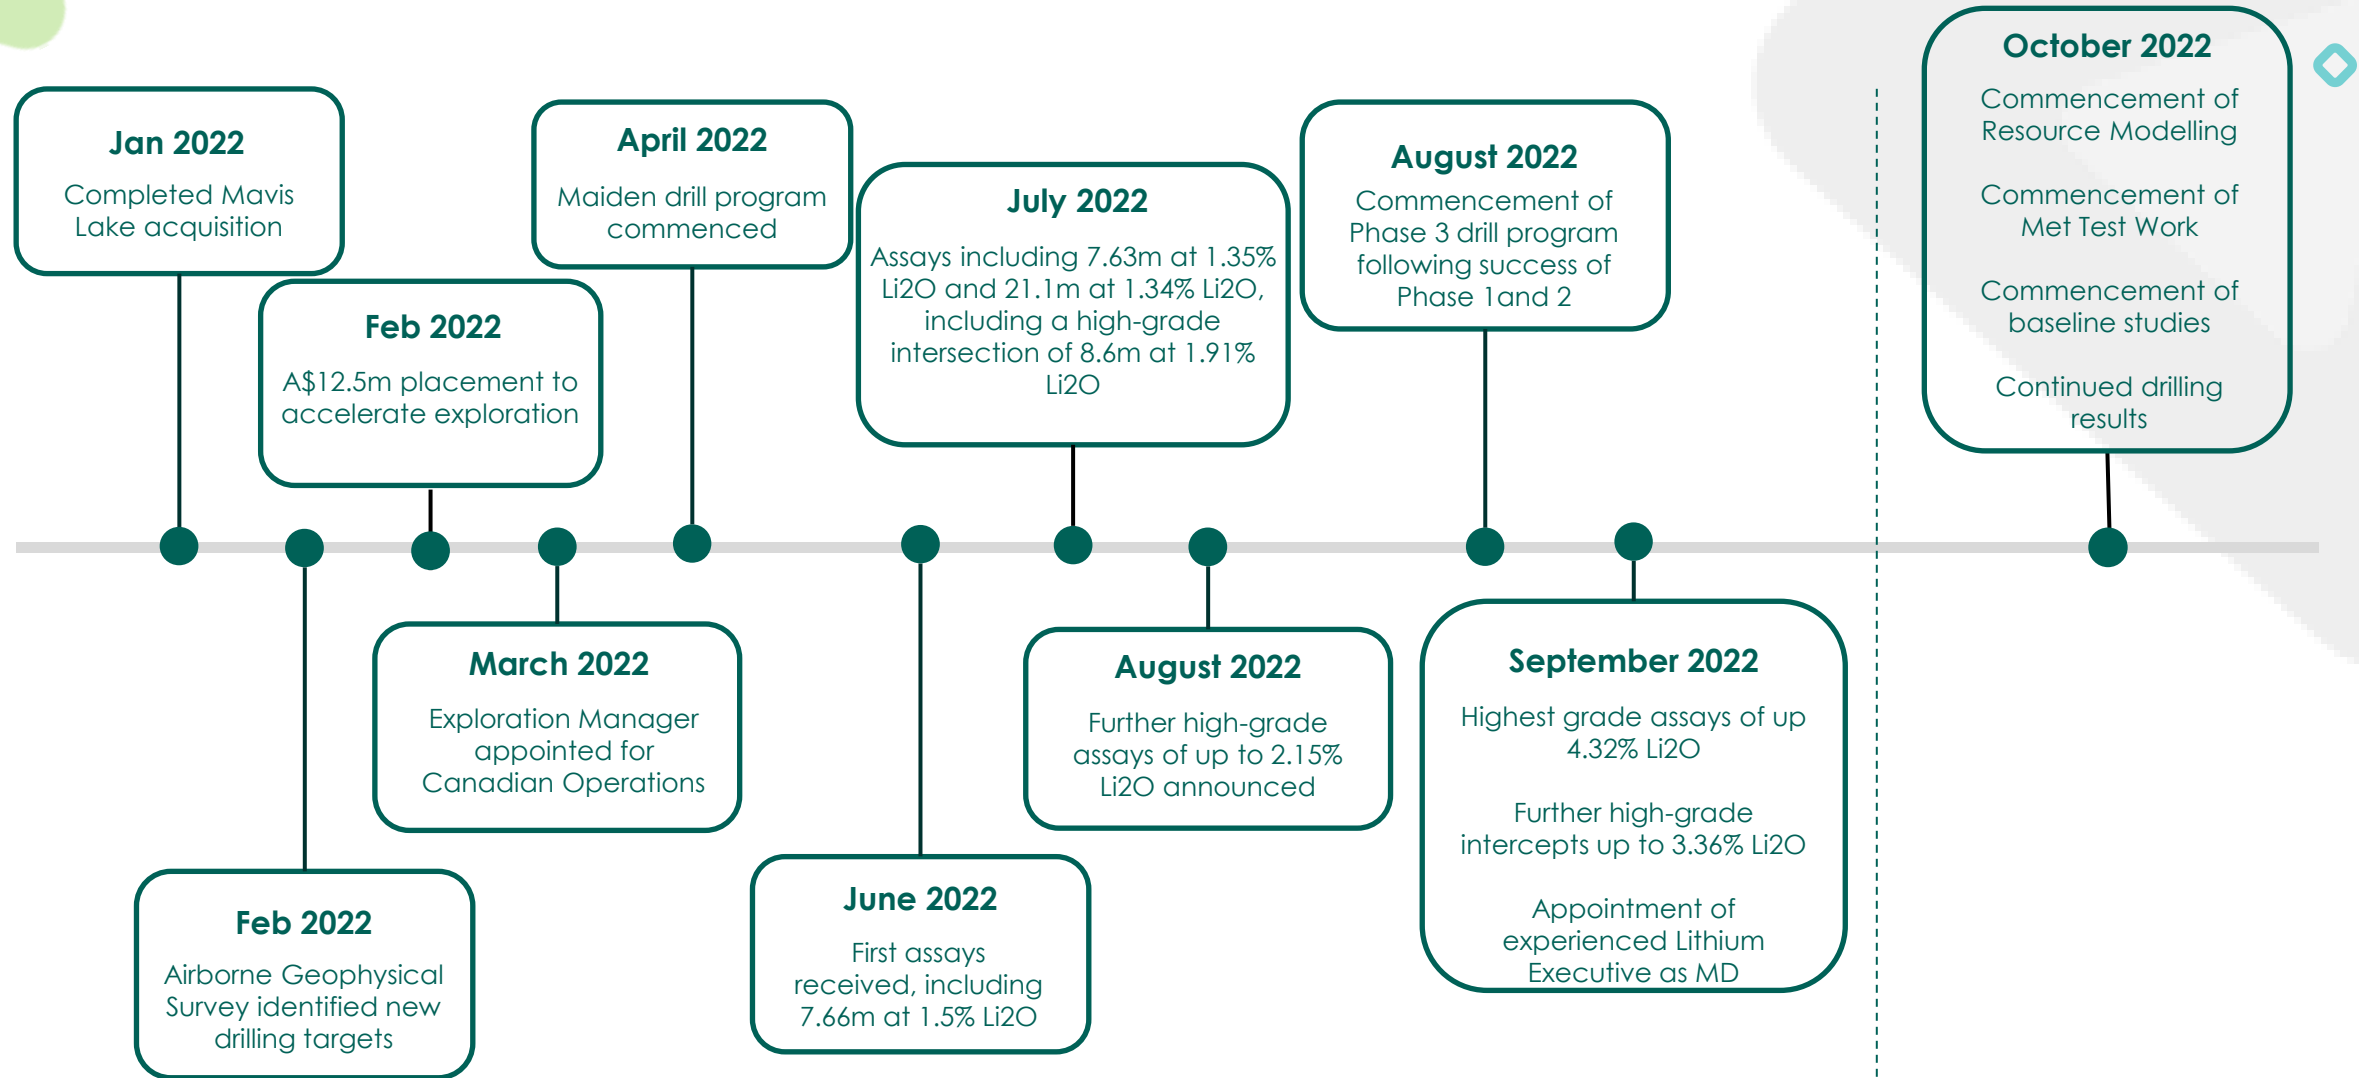 Jan 2022
Completed Mavis
Lake acquisition
Feb 2022
Airborne Geophysical
Survey identified new
drilling targets
Feb 2022
A$12.5m placement to
accelerate exploration
March 2022
Exploration Manager
appointed for
Canadian Operations
April 2022
Maiden drill program
commenced
June 2022
First assays
received, including
7.66m at 1.5% Li2O
July 2022
Assays including 7.63m at 1.35%
Li2O and 21.1m at 1.34% Li2O,
including a high-grade
intersection of 8.6m at 1.91%
Li2O
August 2022
Further high-grade
assays of up to 2.15%
Li2O announced
August 2022
Commencement of
Phase 3 drill program
following success of
Phase 1and 2
September 2022
Highest grade assays of up
4.32% Li2O
Further high-grade
intercepts up to 3.36% Li2O
Appointment of
experienced Lithium
Executive as MD
October 2022
Commencement of
Resource Modelling
Commencement of
Met Test Work
Commencement of
baseline studies
Continued drilling
results